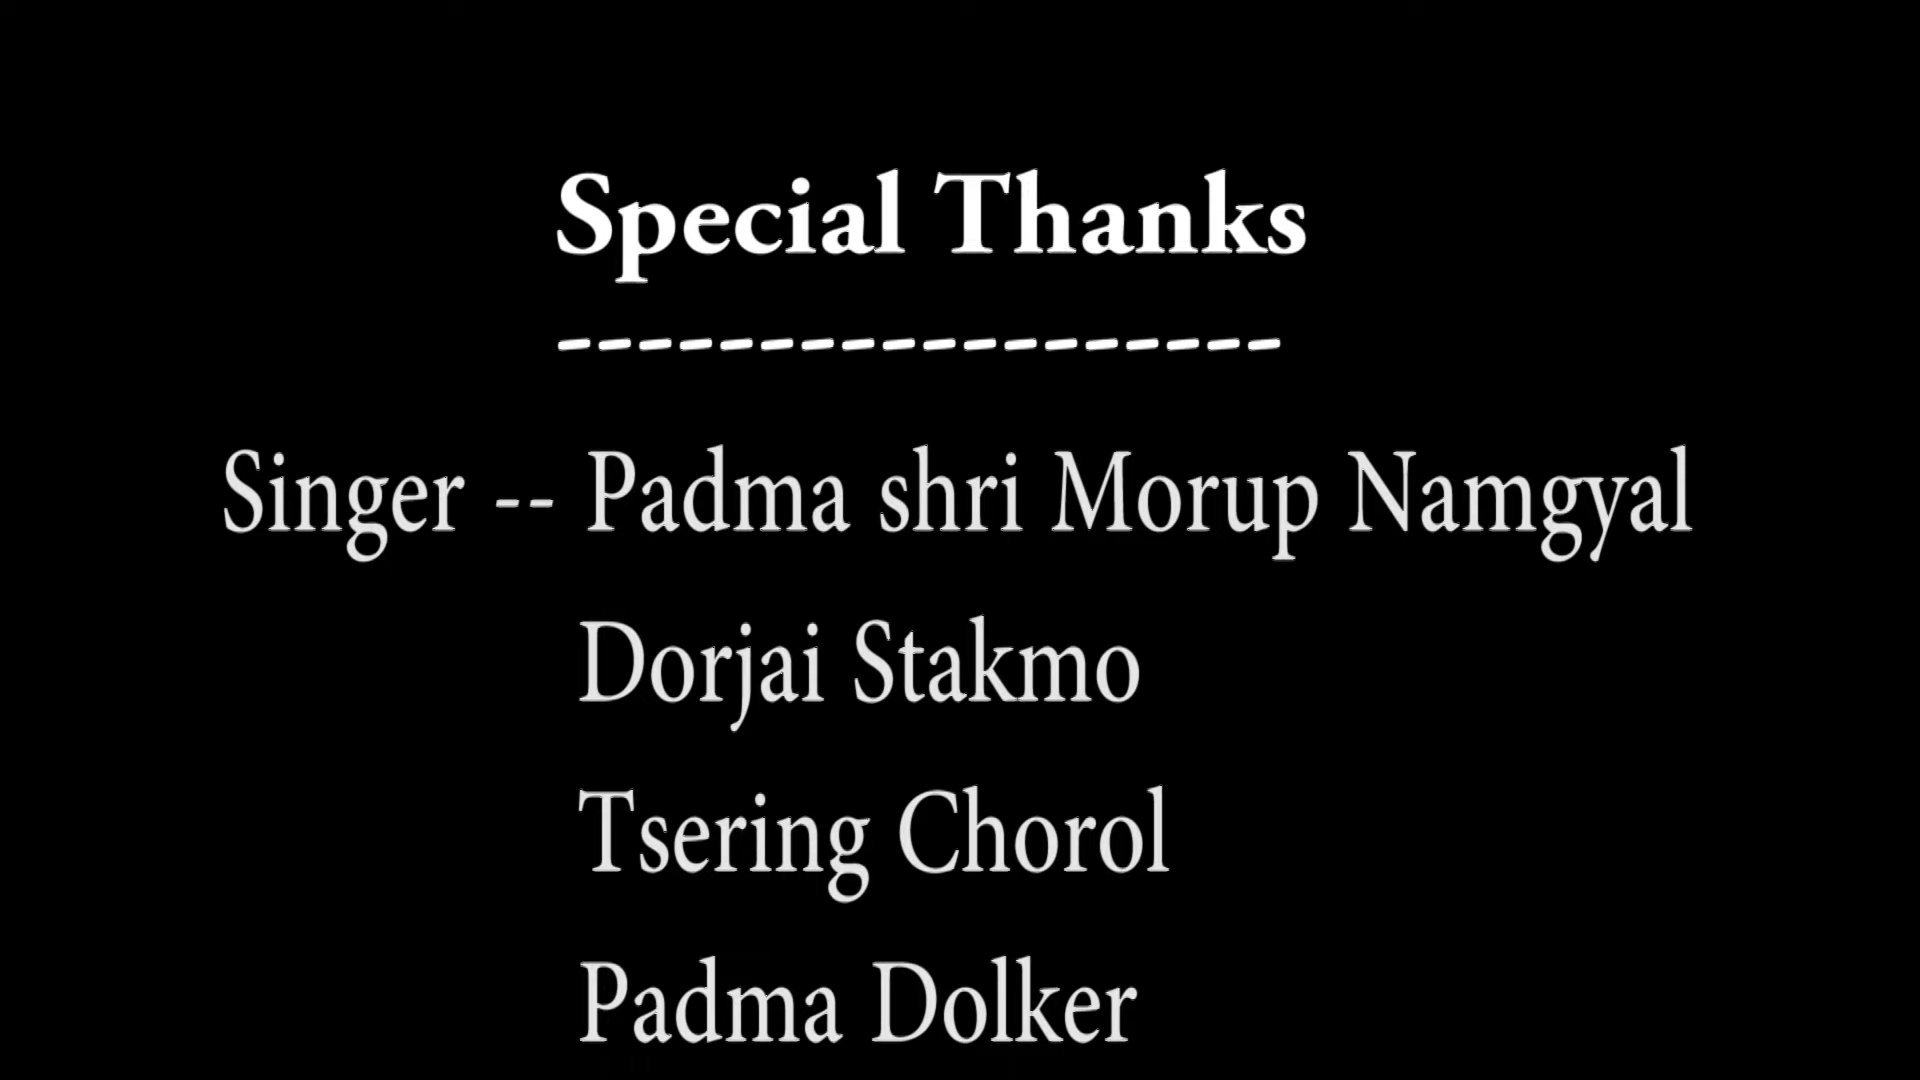 Special Thanks
------------------
Singer -- Padma shri Morup Namgyal
Dorjai Stakmo
Tsering Chorol
Padma Dolker